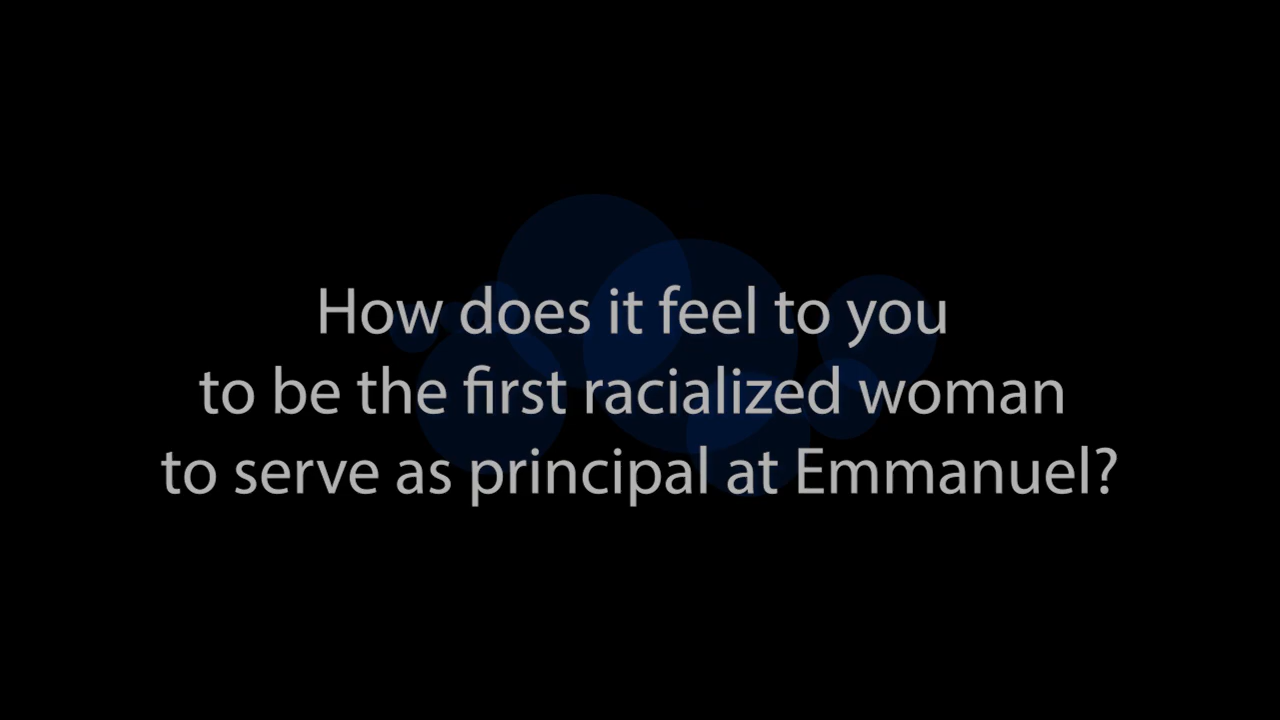 How does it feel to you
to be the first racialized woman
to serve as principal at Emmanuel?